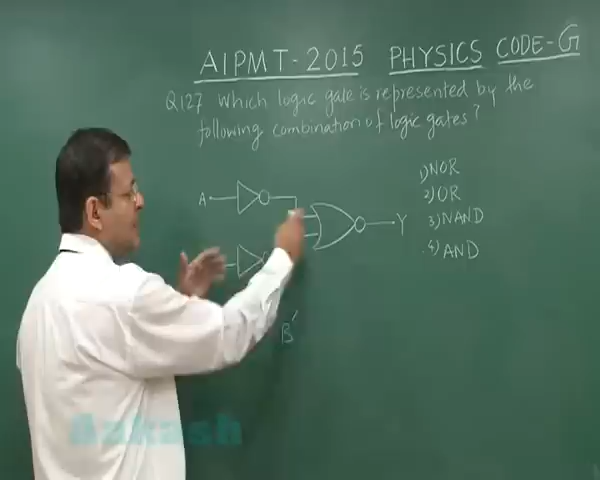 AIPMT-2015 PHYSICS CODE-G
Q127 Which logic gate is represented by the
following combination of logic gates?
1) NOR
2) OR
3) NAND
4) AND
A
Y
B'
Aakash